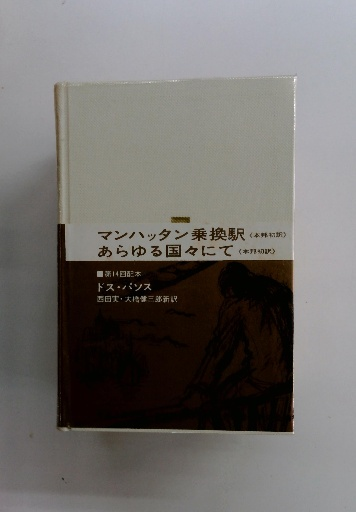 マンハッタン乗換駅〈本邦初訳〉
あらゆる国々にて〈本邦初訳〉
■第14回配本
ドス・パソス
西田実・大橋健三郎新訳